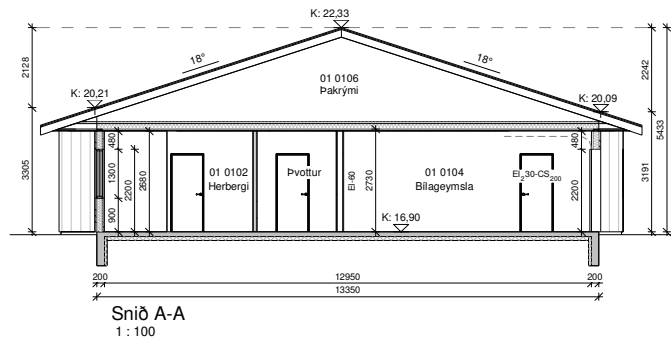 K: 22,33
18°
18°
2128
2242
K: 20,21
01 0106
Þakrými
K: 20,09
5433
3305
480
1300
900
2200
2680
01 0102
Herbergi
Þvottur
EI-60
2730
01 0104
Bílageymsla
EI₂30-CS₂₀₀
480
2200
3191
K: 16,90
200
12950
200
13350
Snið A-A
1 : 100